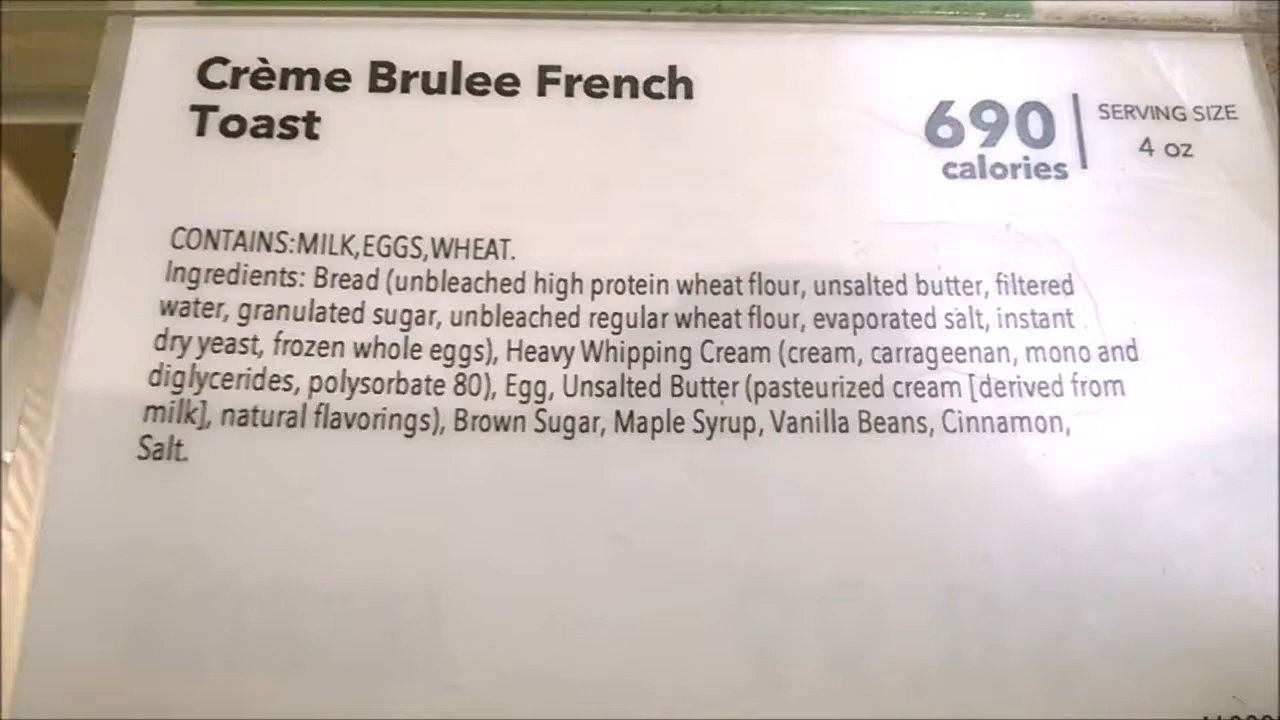 Crème Brulee French
Toast
690
calories
SERVING SIZE
4 oz
CONTAINS:MILK,EGGS,WHEAT.
Ingredients: Bread (unbleached high protein wheat flour, unsalted butter, filtered
water, granulated sugar, unbleached regular wheat flour, evaporated salt, instant
dry yeast, frozen whole eggs), Heavy Whipping Cream (cream, carrageenan, mono and
diglycerides, polysorbate 80), Egg, Unsalted Butter (pasteurized cream [derived from
milk], natural flavorings), Brown Sugar, Maple Syrup, Vanilla Beans, Cinnamon,
Salt.